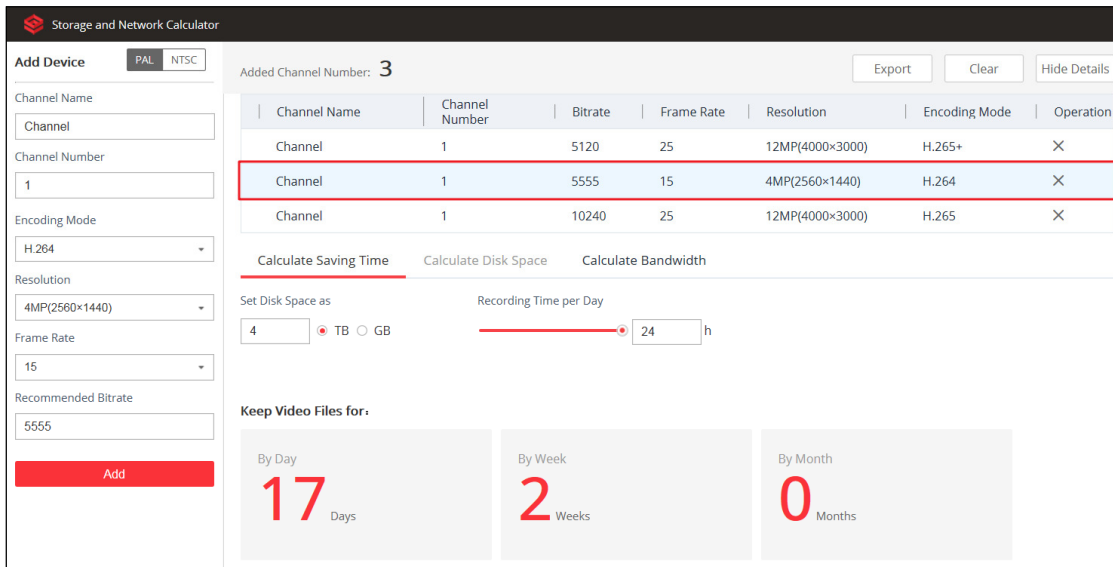 Storage and Network Calculator
Add Device
PAL NTSC
Channel Name
Channel
Channel Number
1
Encoding Mode
H.264
Resolution
4MP(2560×1440)
Frame Rate
15
Recommended Bitrate
5555
Add
Added Channel Number: 3
Export Clear Hide Details
Channel Name Channel Number Bitrate Frame Rate Resolution Encoding Mode Operation
Channel 1 5120 25 12MP(4000×3000) H.265+ ×
Channel 1 5555 15 4MP(2560×1440) H.264 ×
Channel 1 10240 25 12MP(4000×3000) H.265 ×
Calculate Saving Time Calculate Disk Space Calculate Bandwidth
Set Disk Space as Recording Time per Day
4 TB GB 24 h
Keep Video Files for:
By Day By Week By Month
17 Days 2 Weeks 0 Months